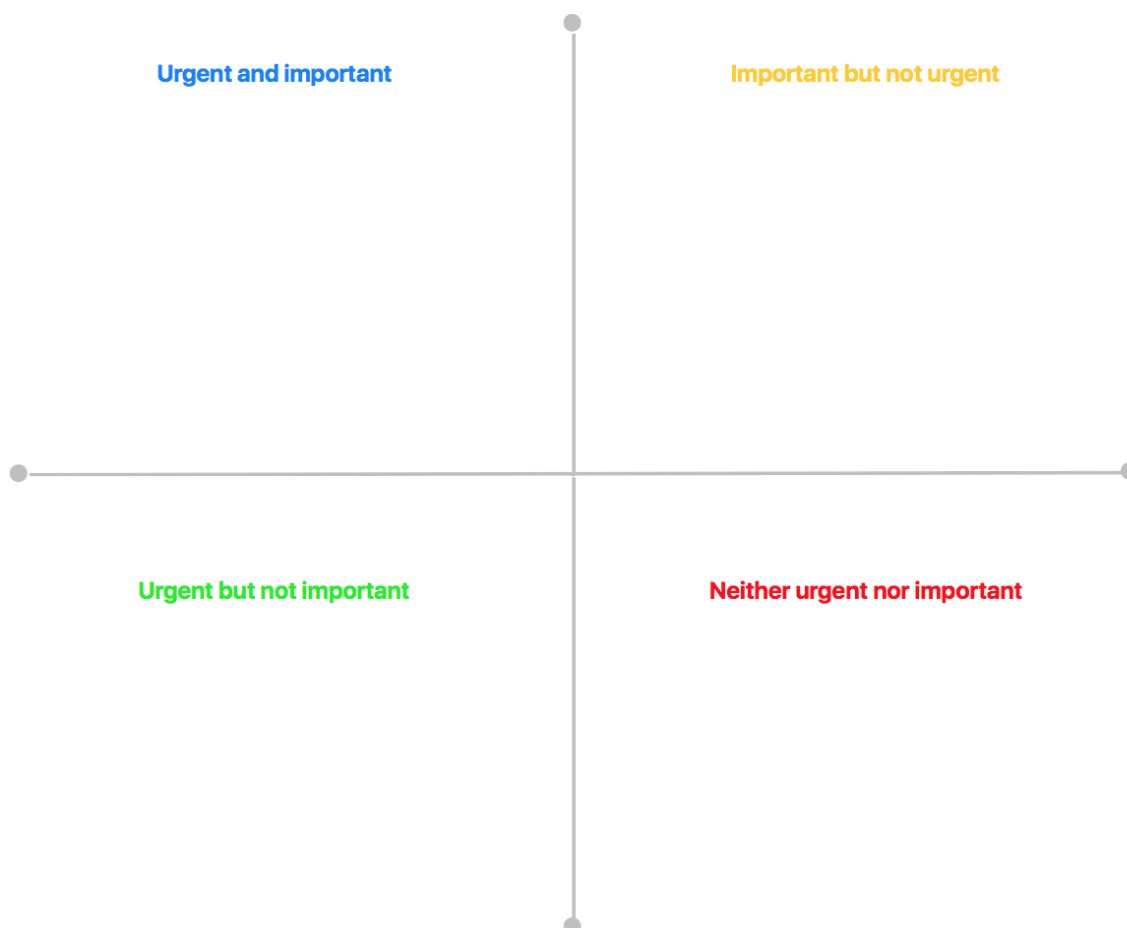 Urgent and important
Important but not urgent
Urgent but not important
Neither urgent nor important